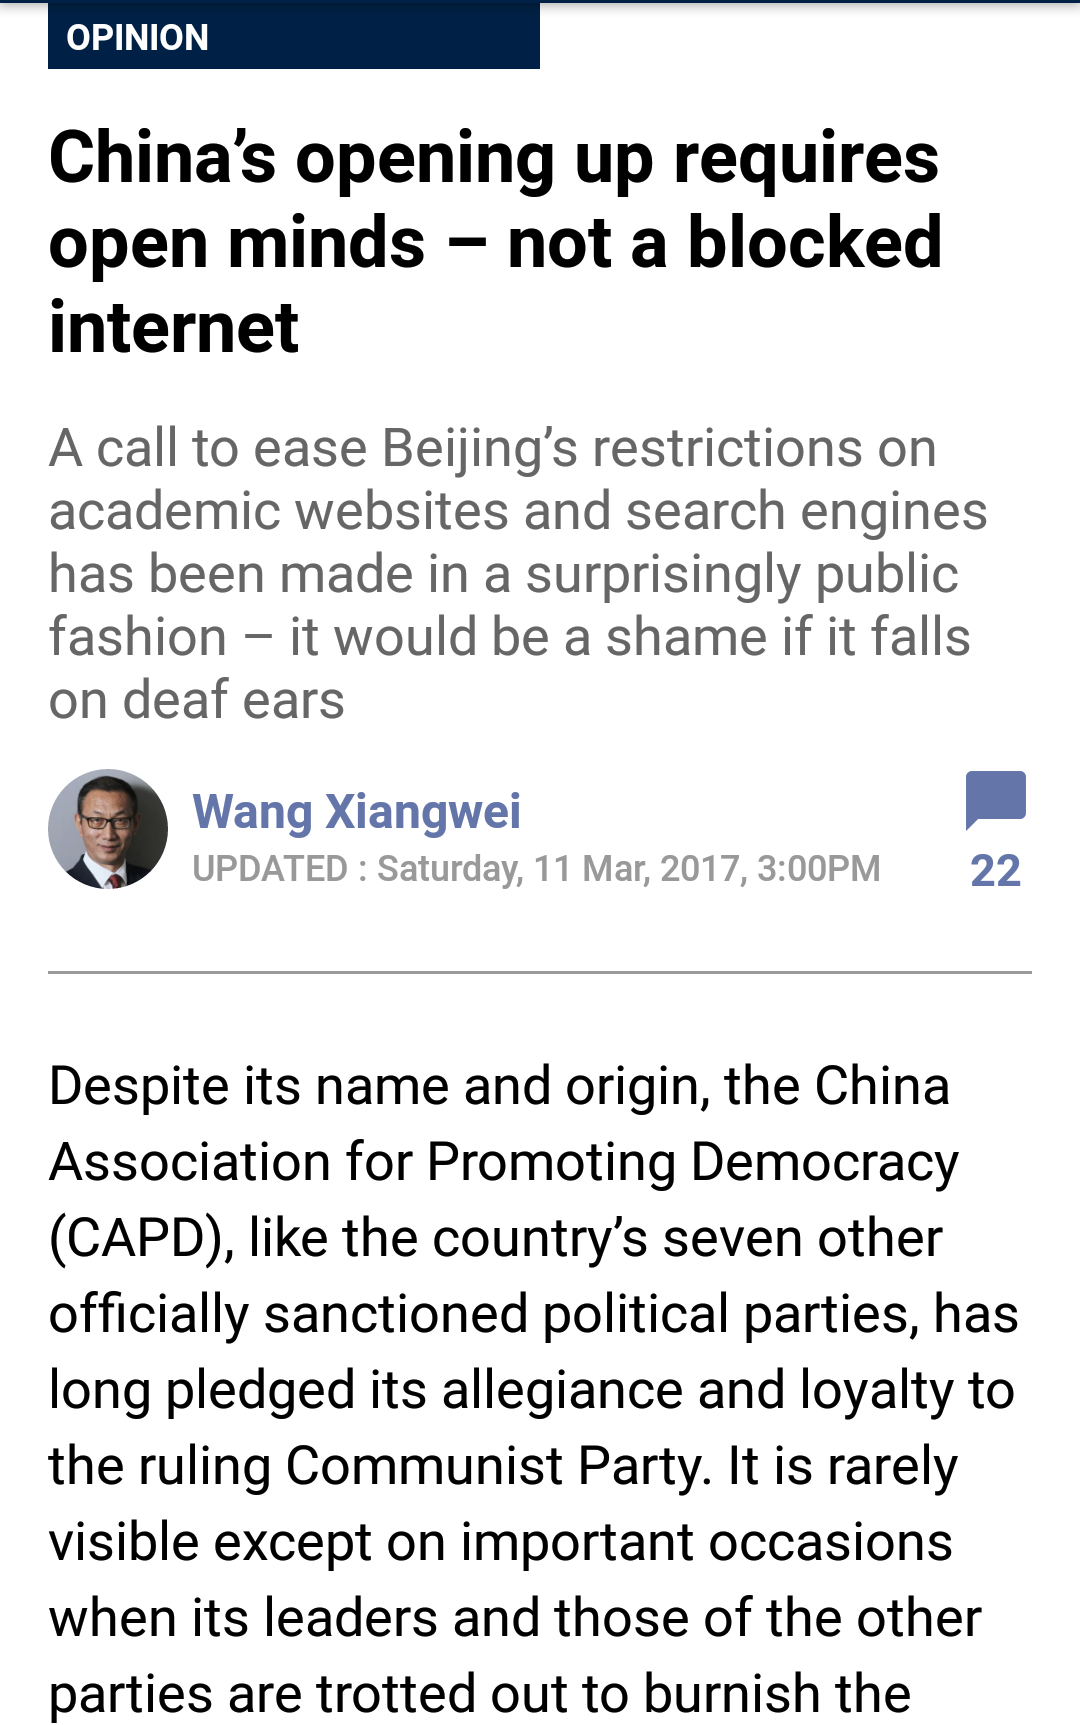 OPINION
China’s opening up requires
open minds – not a blocked
internet
A call to ease Beijing’s restrictions on
academic websites and search engines
has been made in a surprisingly public
fashion – it would be a shame if it falls
on deaf ears
Wang Xiangwei
UPDATED : Saturday, 11 Mar, 2017, 3:00PM
22
Despite its name and origin, the China
Association for Promoting Democracy
(CAPD), like the country’s seven other
officially sanctioned political parties, has
long pledged its allegiance and loyalty to
the ruling Communist Party. It is rarely
visible except on important occasions
when its leaders and those of the other
parties are trotted out to burnish the